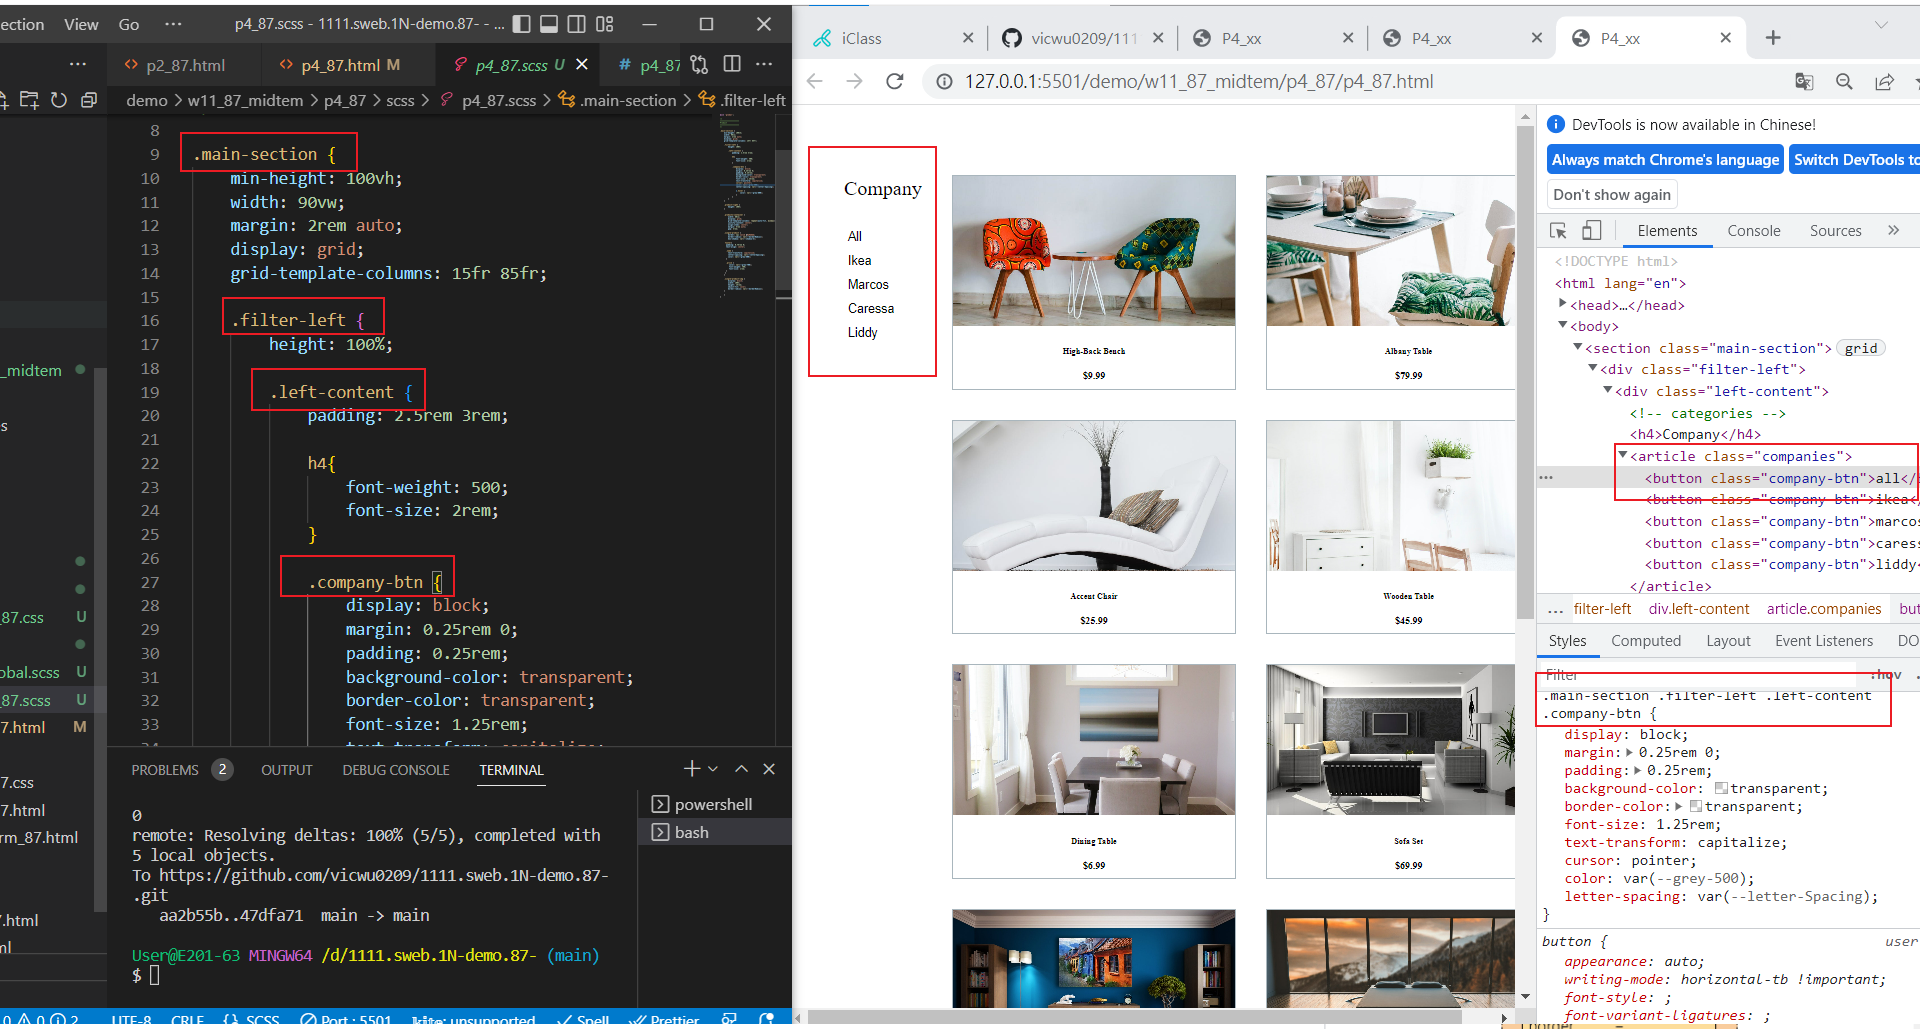 ection View Go ··· p4_87.scss - 1111.sweb.1N-demo.87- - ...
p2_87.html p4_87.html M p4_87.scss U p4_87
demo > w11_87_midtem > p4_87 > scss > p4_87.scss > .main-section > .filter-left
8
9 .main-section {
10 min-height: 100vh;
11 width: 90vw;
12 margin: 2rem auto;
13 display: grid;
14 grid-template-columns: 15fr 85fr;
15
16 .filter-left {
17 height: 100%;
18
19 .left-content {
20 padding: 2.5rem 3rem;
21
22 h4{
23 font-weight: 500;
24 font-size: 2rem;
25 }
26
27 .company-btn {
28 display: block;
29 margin: 0.25rem 0;
30 padding: 0.25rem;
31 background-color: transparent;
32 border-color: transparent;
33 font-size: 1.25rem;
34 text-transform: capitalize;
_midtem
s
87.css U
obal.scss U
_87.scss U
7.html M
7.css
7.html
rm_87.html
.html
ml
PROBLEMS 2 OUTPUT DEBUG CONSOLE TERMINAL
powershell
bash
0
remote: Resolving deltas: 100% (5/5), completed with
5 local objects.
To https://github.com/vicwu0209/1111.sweb.1N-demo.87-
.git
aa2b55b..47dfa71 main -> main
User@E201-63 MINGW64 /d/1111.sweb.1N-demo.87- (main)
$
0 0 2 UTF-8 CRLF {} SCSS Port : 5501 kite: unsupported Spell Prettier
iClass vicwu0209/111 P4_xx P4_xx P4_xx
127.0.0.1:5501/demo/w11_87_midtem/p4_87/p4_87.html
Company
All
Ikea
Marcos
Caressa
Liddy
High-Back Bench
$9.99
Albany Table
$79.99
Accent Chair
$25.99
Wooden Table
$45.99
Dining Table
$6.99
Sofa Set
$69.99
DevTools is now available in Chinese!
Always match Chrome's language Switch DevTools to
Don't show again
Elements Console Sources »
<!DOCTYPE html>
<html lang="en">
<head>…</head>
<body>
<section class="main-section"> grid
<div class="filter-left">
<div class="left-content">
<!-- categories -->
<h4>Company</h4>
<article class="companies">
··· <button class="company-btn">all</
<button class="company-btn">ikea<
<button class="company-btn">marcos
<button class="company-btn">caress
<button class="company-btn">liddy<
</article>
... filter-left div.left-content article.companies but
Styles Computed Layout Event Listeners DO
Filter :hov .
.main-section .filter-left .left-content
.company-btn {
display: block;
margin: 0.25rem 0;
padding: 0.25rem;
background-color: transparent;
border-color: transparent;
font-size: 1.25rem;
text-transform: capitalize;
cursor: pointer;
color: var(--grey-500);
letter-spacing: var(--letter-Spacing);
}
button { user
appearance: auto;
writing-mode: horizontal-tb !important;
font-style: ;
font-variant-ligatures: ;
border